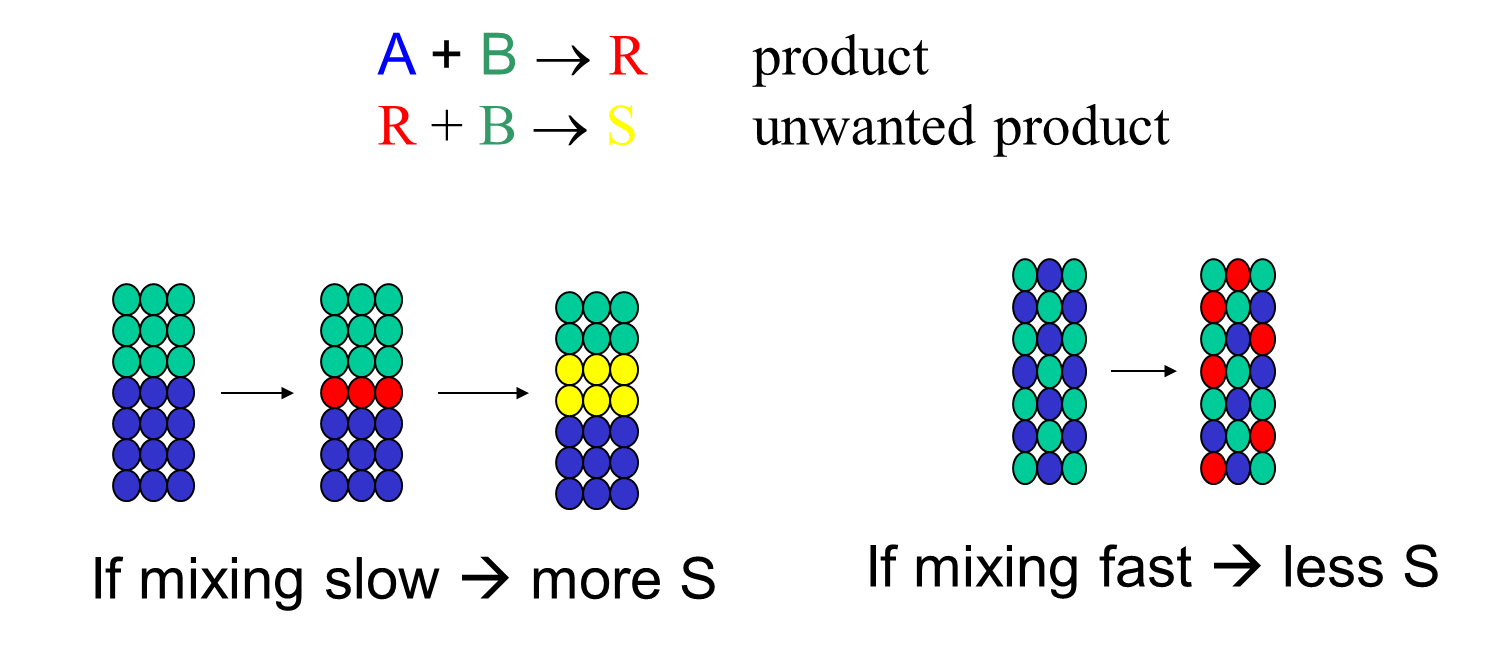 A + B → R product
R + B → S unwanted product
If mixing slow → more S
If mixing fast → less S